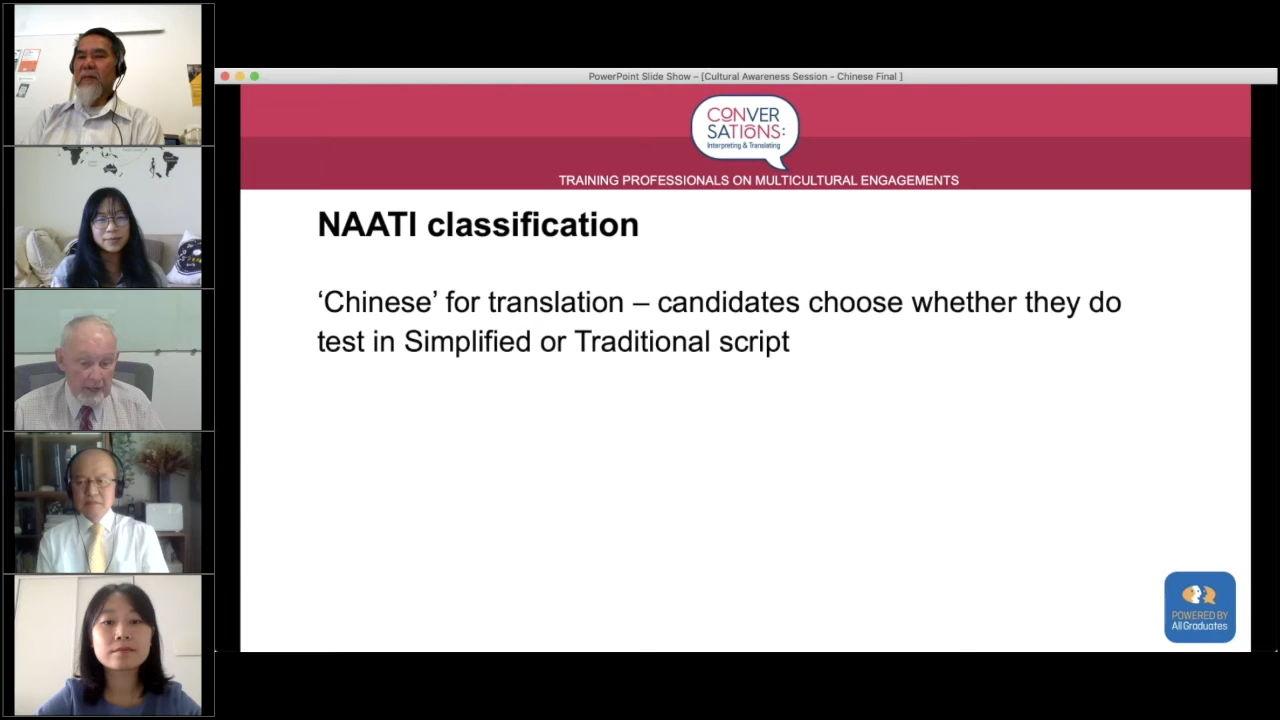 PowerPoint Slide Show – [Cultural Awareness Session - Chinese Final ]
CONVER
SATIONS:
Interpreting & Translating
TRAINING PROFESSIONALS ON MULTICULTURAL ENGAGEMENTS
NAATI classification
‘Chinese’ for translation – candidates choose whether they do
test in Simplified or Traditional script
POWERED BY
All Graduates